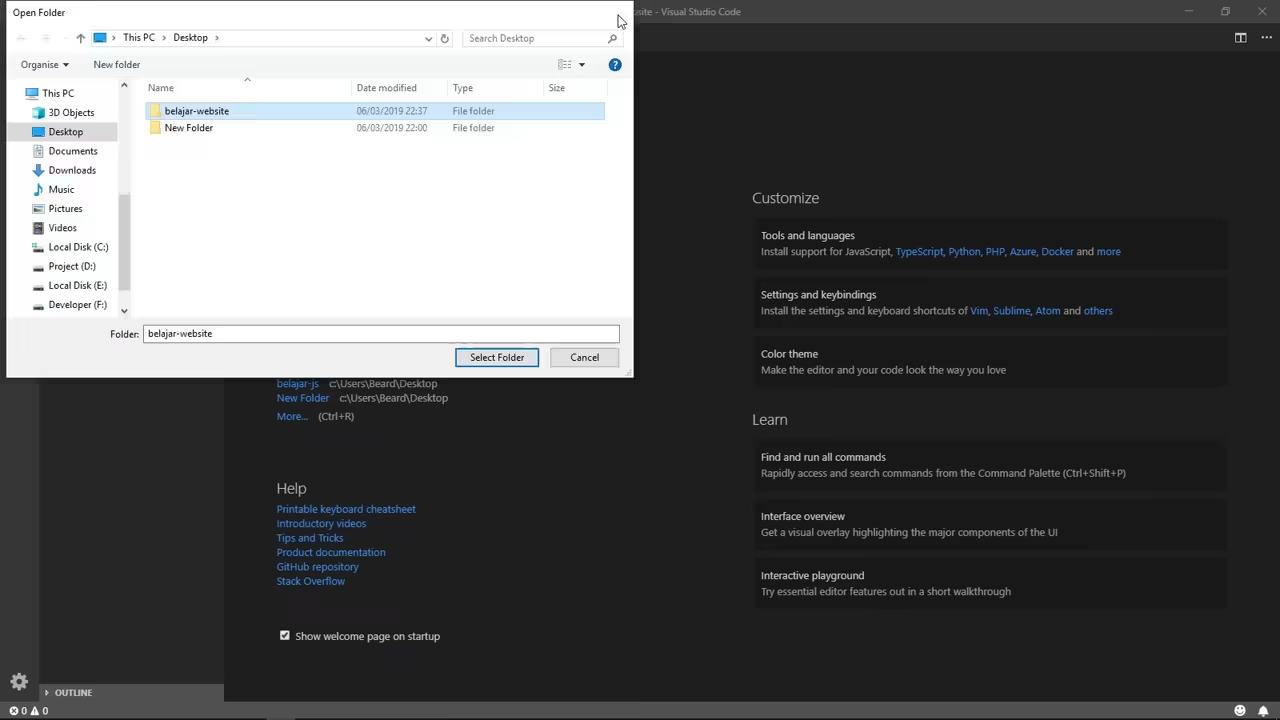 Open Folder
site - Visual Studio Code
This PC > Desktop >
Search Desktop
Organise
New folder
Name
Date modified
Type
Size
This PC
3D Objects
Desktop
Documents
Downloads
Music
Pictures
Videos
Local Disk (C:)
Project (D:)
Local Disk (E:)
Developer (F:)
belajar-website 06/03/2019 22:37 File folder
New Folder 06/03/2019 22:00 File folder
Folder: belajar-website
Select Folder
Cancel
belajar-js c:\Users\Beard\Desktop
New Folder c:\Users\Beard\Desktop
More... (Ctrl+R)
Help
Printable keyboard cheatsheet
Introductory videos
Tips and Tricks
Product documentation
GitHub repository
Stack Overflow
Show welcome page on startup
Customize
Tools and languages
Install support for JavaScript, TypeScript, Python, PHP, Azure, Docker and more
Settings and keybindings
Install the settings and keyboard shortcuts of Vim, Sublime, Atom and others
Color theme
Make the editor and your code look the way you love
Learn
Find and run all commands
Rapidly access and search commands from the Command Palette (Ctrl+Shift+P)
Interface overview
Get a visual overlay highlighting the major components of the UI
Interactive playground
Try essential editor features out in a short walkthrough
OUTLINE
0 0